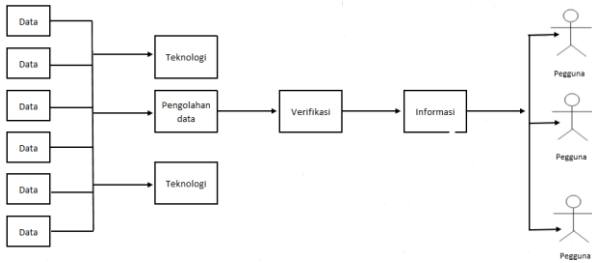 Data
Data
Data
Data
Data
Data
Teknologi
Pengolahan
data
Teknologi
Verifikasi
Informasi
Pegguna
Pegguna
Pegguna